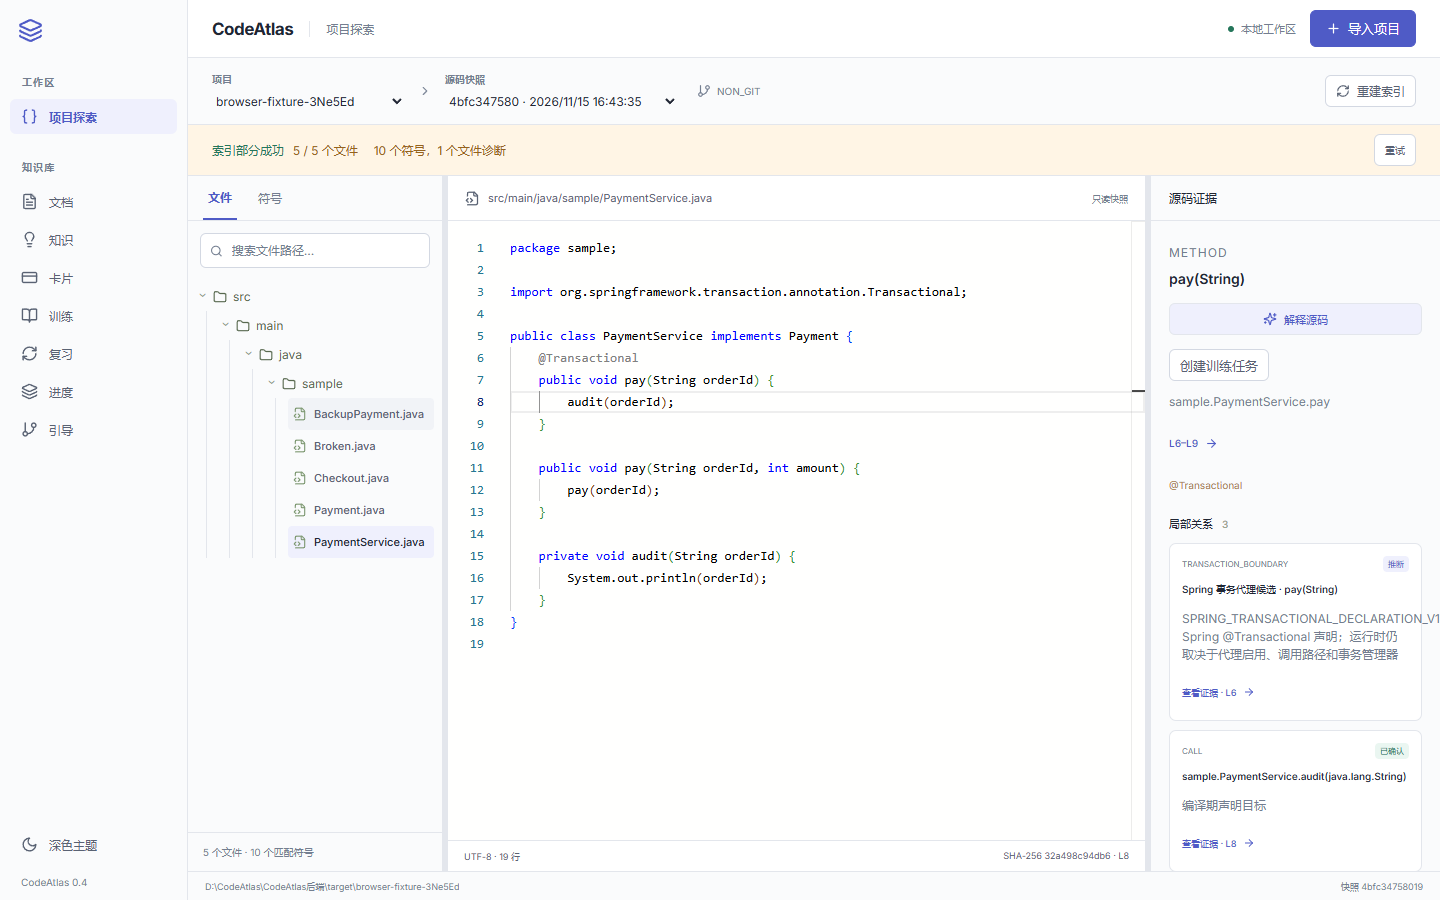 CodeAtlas
项目探索
本地工作区
导入项目
工作区
项目探索
知识库
文档
知识
卡片
训练
复习
进度
引导
深色主题
CodeAtlas 0.4
项目
browser-fixture-3Ne5Ed
源码快照
4bfc347580 · 2026/11/15 16:43:35
NON_GIT
重建索引
索引部分成功 5 / 5 个文件 10 个符号，1 个文件诊断
重试
文件
符号
搜索文件路径...
src
main
java
sample
BackupPayment.java
Broken.java
Checkout.java
Payment.java
PaymentService.java
5 个文件 · 10 个匹配符号
src/main/java/sample/PaymentService.java
只读快照
1 package sample;
2
3 import org.springframework.transaction.annotation.Transactional;
4
5 public class PaymentService implements Payment {
6 @Transactional
7 public void pay(String orderId) {
8 audit(orderId);
9 }
10
11 public void pay(String orderId, int amount) {
12 pay(orderId);
13 }
14
15 private void audit(String orderId) {
16 System.out.println(orderId);
17 }
18 }
19
UTF-8 · 19 行
SHA-256 32a498c94db6 · L8
源码证据
METHOD
pay(String)
解释源码
创建训练任务
sample.PaymentService.pay
L6-L9
@Transactional
局部关系 3
TRANSACTION_BOUNDARY
推断
Spring 事务代理候选 · pay(String)
SPRING_TRANSACTIONAL_DECLARATION_V1
Spring @Transactional 声明；运行时仍
取决于代理启用、调用路径和事务管理器
查看证据 · L6
CALL
已确认
sample.PaymentService.audit(java.lang.String)
编译期声明目标
查看证据 · L8
D:\CodeAtlas\CodeAtlas后端\target\browser-fixture-3Ne5Ed
快照 4bfc34758019